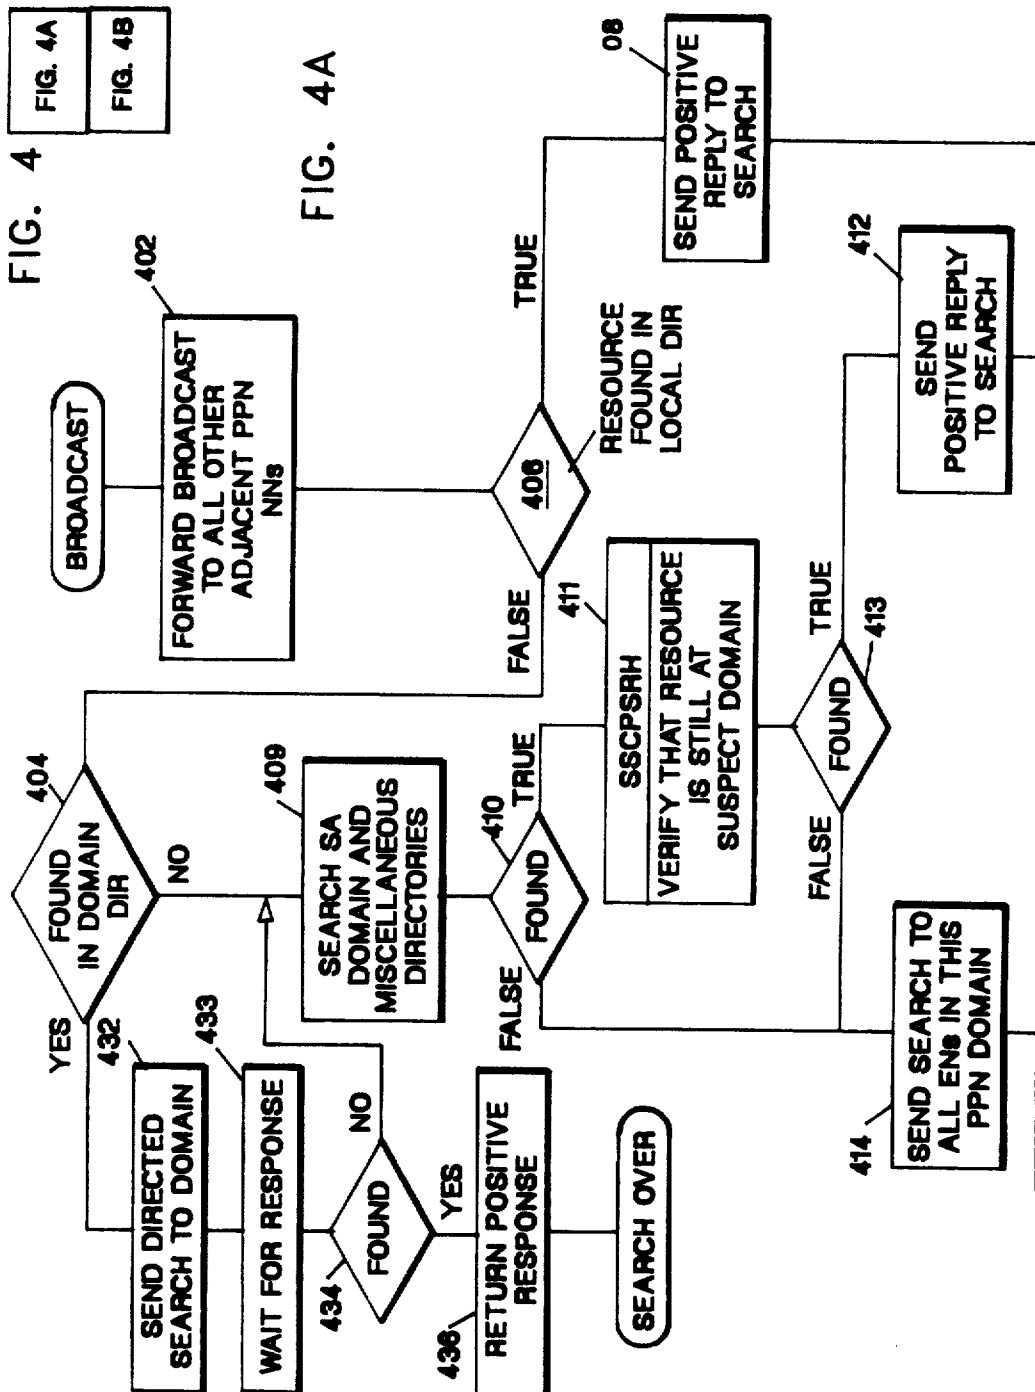 FIG. 4
FIG. 4A
FIG. 4B
FIG. 4A
BROADCAST
402
FORWARD BROADCAST
TO ALL OTHER
ADJACENT PPN
NNs
406
RESOURCE
FOUND IN
LOCAL DIR
TRUE
FALSE
08
SEND POSITIVE
REPLY TO
SEARCH
404
FOUND
IN DOMAIN
DIR
YES
NO
432
SEND DIRECTED
SEARCH TO DOMAIN
433
WAIT FOR RESPONSE
434
FOUND
NO
YES
436
RETURN POSITIVE
RESPONSE
SEARCH OVER
409
SEARCH SA
DOMAIN AND
MISCELLANEOUS
DIRECTORIES
410
FOUND
TRUE
FALSE
411
SSCPSRH
VERIFY THAT RESOURCE
IS STILL AT
SUSPECT DOMAIN
413
FOUND
TRUE
FALSE
412
SEND
POSITIVE REPLY
TO SEARCH
414
SEND SEARCH TO
ALL ENs IN THIS
PPN DOMAIN